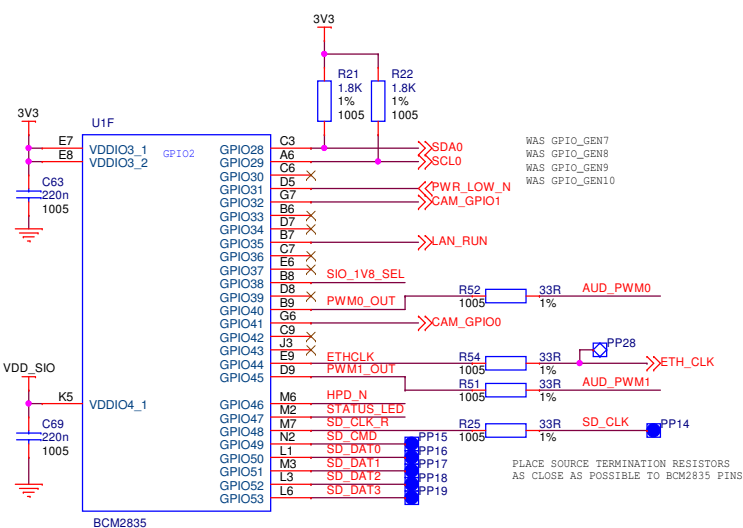 3V3
R21
1.8K
1%
1005
R22
1.8K
1%
1005
3V3
U1F
GPIO2
E7 VDDIO3_1
E8 VDDIO3_2
C63
220n
1005
VDD_SIO
K5 VDDIO4_1
C69
220n
1005
GPIO28 C3 SDA0
GPIO29 A6 SCL0
GPIO30 C6
GPIO31 D5 PWR_LOW_N
GPIO32 G7 CAM_GPIO1
GPIO33 B6
GPIO34 D7
GPIO35 B7 LAN_RUN
GPIO36 C7
GPIO37 E6
GPIO38 B8 SIO_1V8_SEL
GPIO39 D8
GPIO40 B9 PWM0_OUT
GPIO41 G6 CAM_GPIO0
GPIO42 C9
GPIO43 J3
GPIO44 E9 ETHCLK
GPIO45 D9 PWM1_OUT
GPIO46 M6 HPD_N
GPIO47 M2 STATUS_LED
GPIO48 M7 SD_CLK_R
GPIO49 N2 SD_CMD PP15
GPIO50 L1 SD_DAT0 PP16
GPIO51 M3 SD_DAT1 PP17
GPIO52 L3 SD_DAT2 PP18
GPIO53 L6 SD_DAT3 PP19
BCM2835
WAS GPIO_GEN7
WAS GPIO_GEN8
WAS GPIO_GEN9
WAS GPIO_GEN10
R52 33R AUD_PWM0
1005 1%
PP28
R54 33R ETH_CLK
1005 1%
R51 33R AUD_PWM1
1005 1%
R25 33R SD_CLK PP14
1005 1%
PLACE SOURCE TERMINATION RESISTORS
AS CLOSE AS POSSIBLE TO BCM2835 PINS